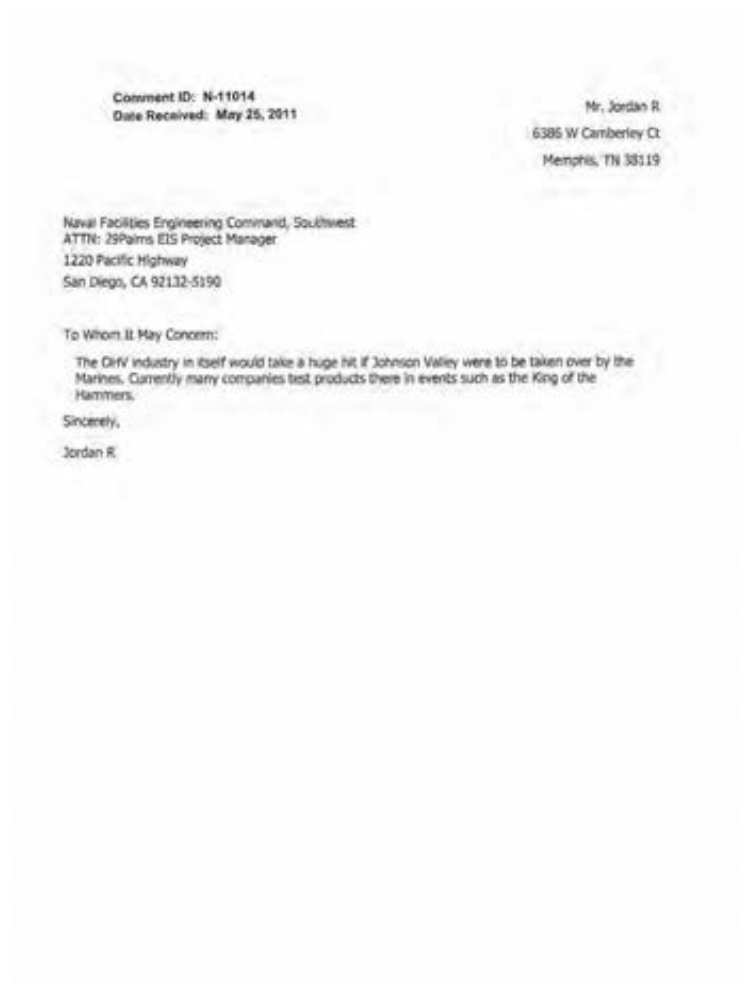 Comment ID: N-11014
Date Received: May 25, 2011
Mr. Jordan R
6386 W Camberley Ct
Memphis, TN 38119
Naval Facilities Engineering Command, Southwest
ATTN: 29Palms EIS Project Manager
1220 Pacific Highway
San Diego, CA 92132-5190
To Whom It May Concern:
The OHV industry in itself would take a huge hit if Johnson Valley were to be taken over by the
Marines. Currently many companies test products there in events such as the King of the
Hammers.
Sincerely,
Jordan R